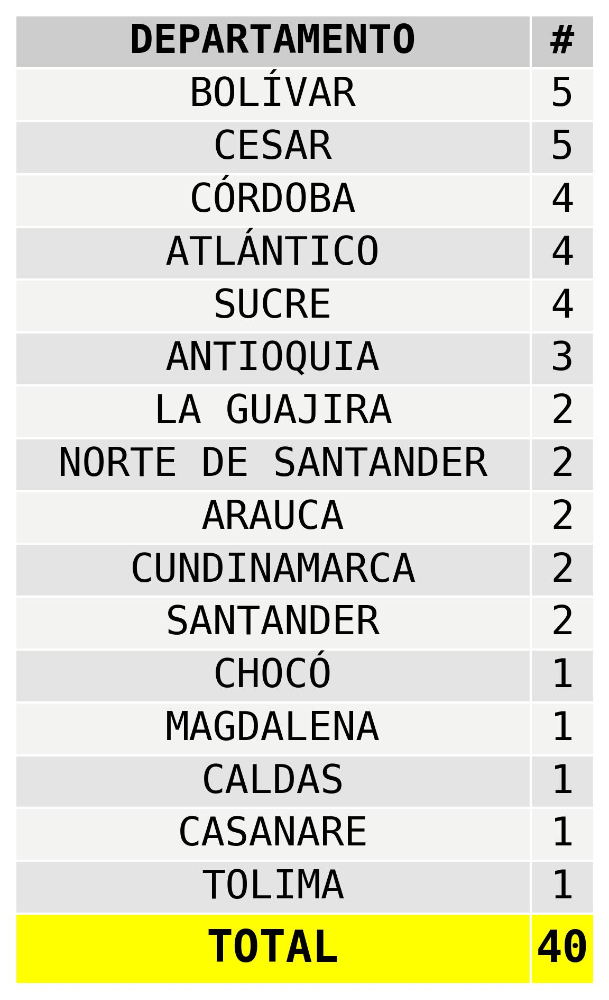 DEPARTAMENTO #
BOLÍVAR 5
CESAR 5
CÓRDOBA 4
ATLÁNTICO 4
SUCRE 4
ANTIOQUIA 3
LA GUAJIRA 2
NORTE DE SANTANDER 2
ARAUCA 2
CUNDINAMARCA 2
SANTANDER 2
CHOCÓ 1
MAGDALENA 1
CALDAS 1
CASANARE 1
TOLIMA 1
TOTAL 40